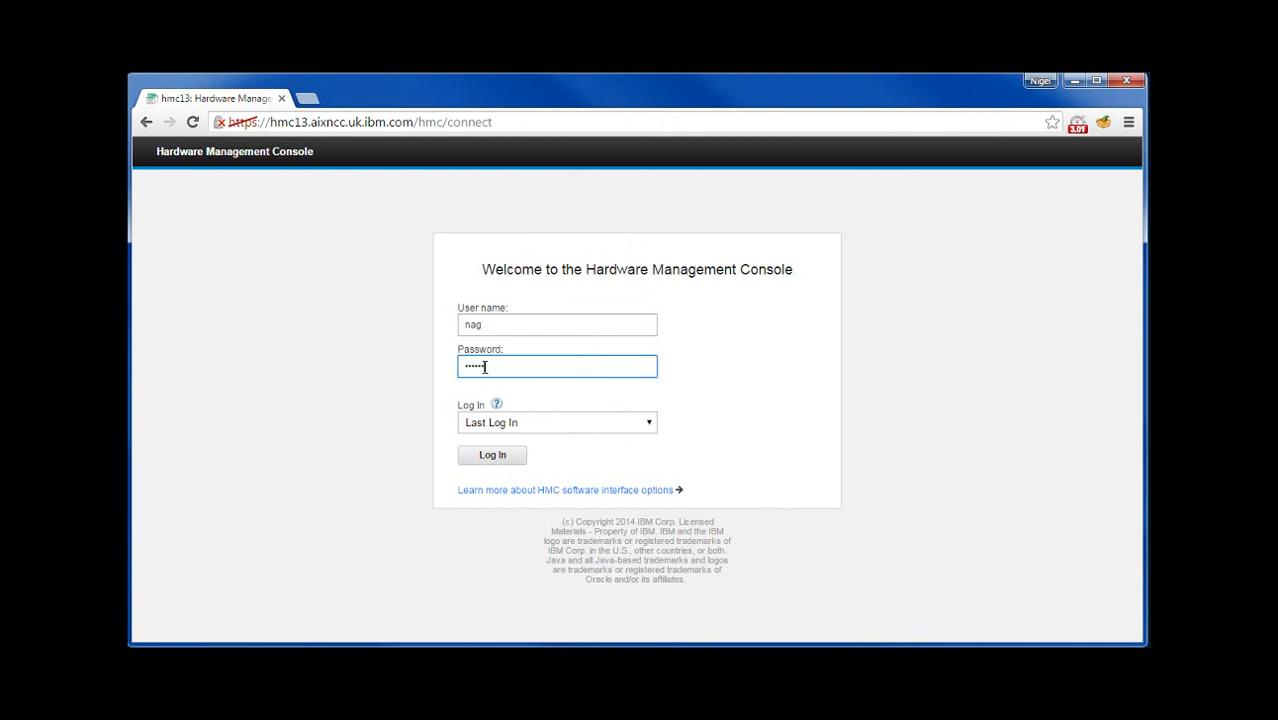 Nigel
hmc13: Hardware Manage
https://hmc13.aixncc.uk.ibm.com/hmc/connect
3.01
Hardware Management Console
Welcome to the Hardware Management Console
User name:
nag
Password:
Log In
Last Log In
Log In
Learn more about HMC software interface options
(c) Copyright 2014 IBM Corp. Licensed
Materials - Property of IBM. IBM and the IBM
logo are trademarks or registered trademarks of
IBM Corp. in the U.S., other countries, or both.
Java and all Java-based trademarks and logos
are trademarks or registered trademarks of
Oracle and/or its affiliates.